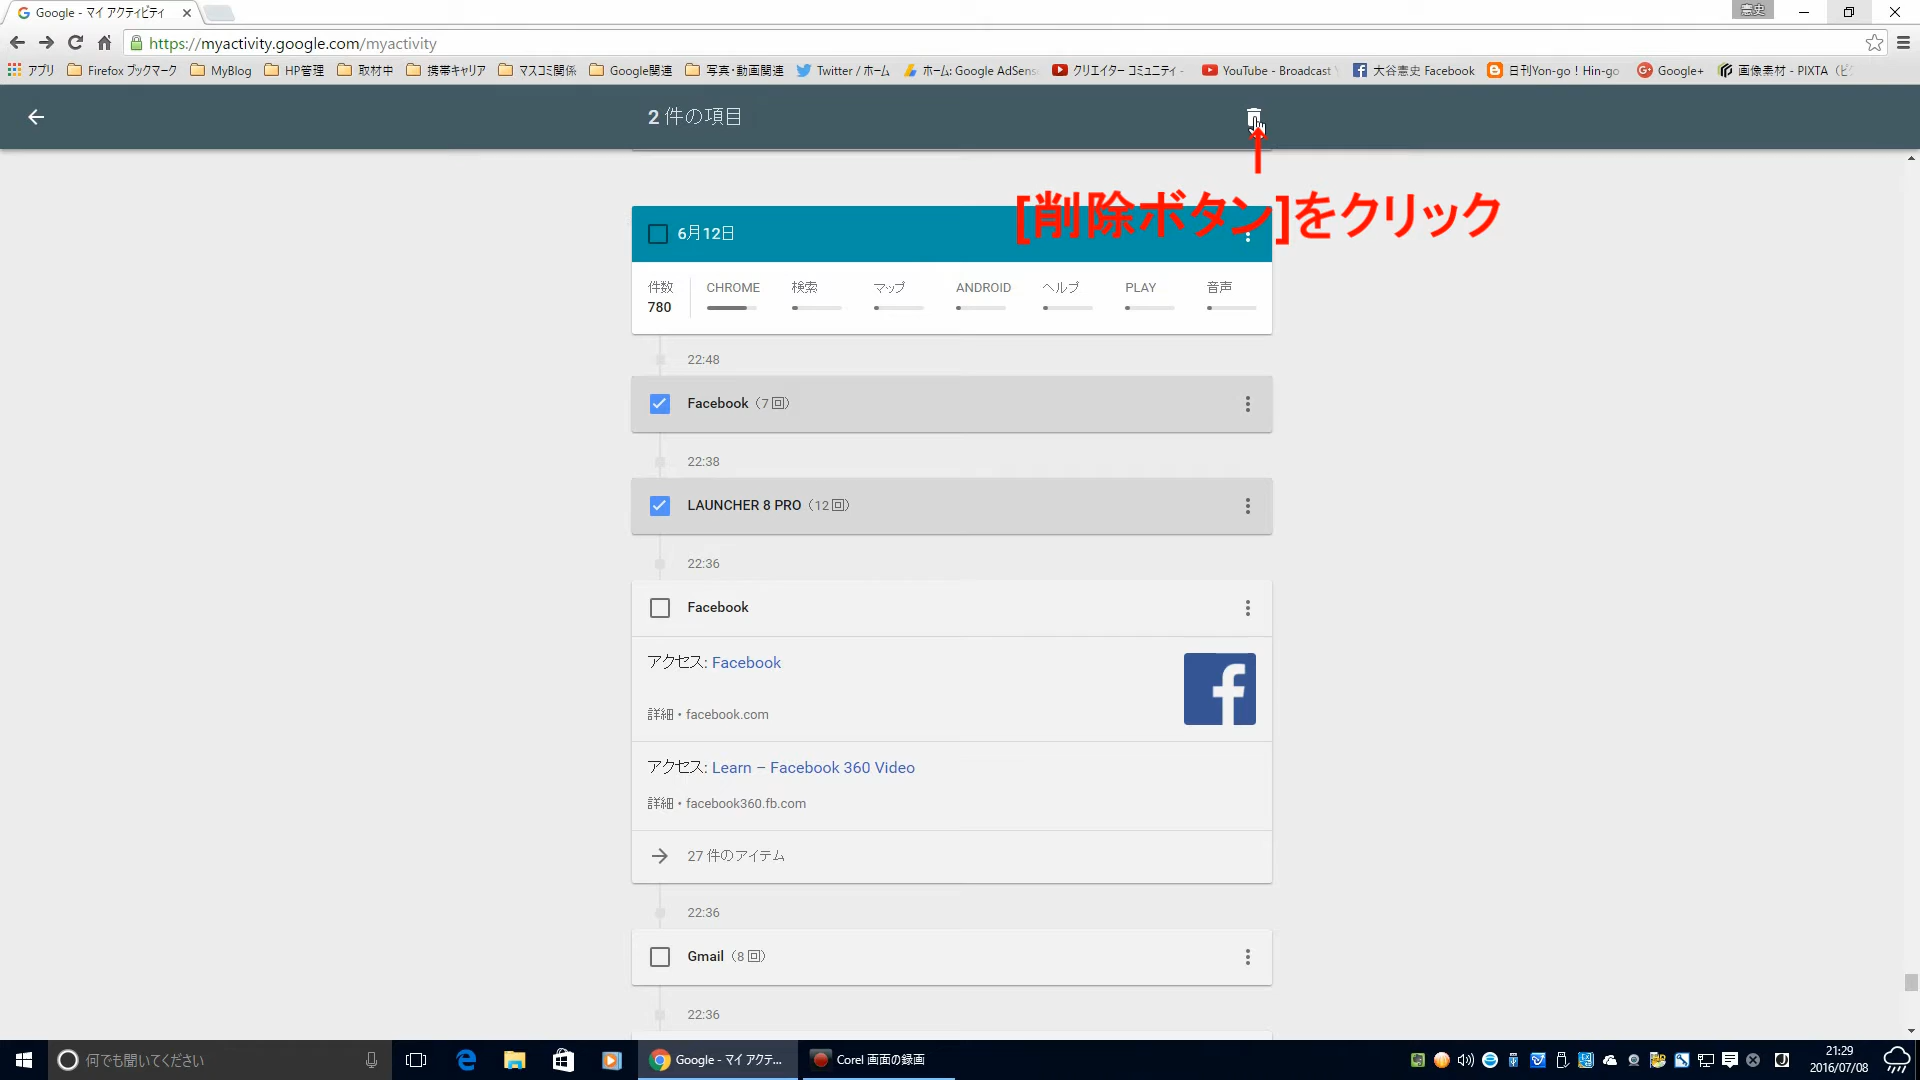 Google - マイ アクティビティ
憲史
https://myactivity.google.com/myactivity
アプリ Firefox ブックマーク MyBlog HP管理 取材中 携帯キャリア マスコミ関係 Google関連 写真・動画関連 Twitter / ホーム ホーム: Google AdSens クリエイター コミュニティ - YouTube - Broadcast 大谷憲史 Facebook 日刊Yon-go！Hin-go Google+ 画像素材 - PIXTA（ピ
2 件の項目
[削除ボタン]をクリック
6月12日
件数 CHROME 検索 マップ ANDROID ヘルプ PLAY 音声
780
22:48
Facebook（7 回）
22:38
LAUNCHER 8 PRO（12 回）
22:36
Facebook
アクセス: Facebook
詳細・facebook.com
アクセス: Learn – Facebook 360 Video
詳細・facebook360.fb.com
27 件のアイテム
22:36
Gmail（8 回）
22:36
何でも聞いてください
Google - マイ アクテ...
Corel 画面の録画
21:29
2016/07/08